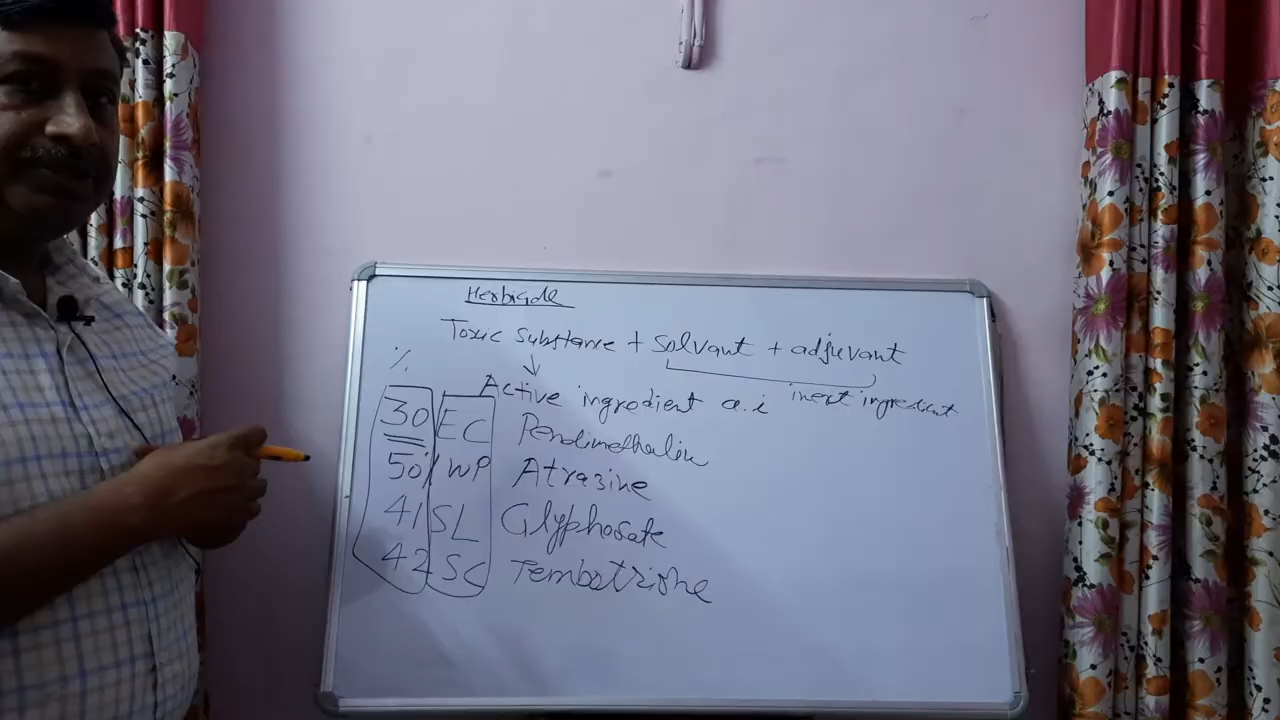 Herbicide
Toxic Substance + Solvant + adjuvant
%
Active ingredient a.i inert ingredient
30 EC Pendimethalin
50% WP Atrazine
41 SL Glyphosate
42 SC Tembotrione